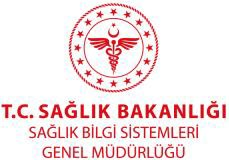 T.C. SAĞLIK BAKANLIĞI
SAĞLIK BİLGİ SİSTEMLERİ
GENEL MÜDÜRLÜĞÜ